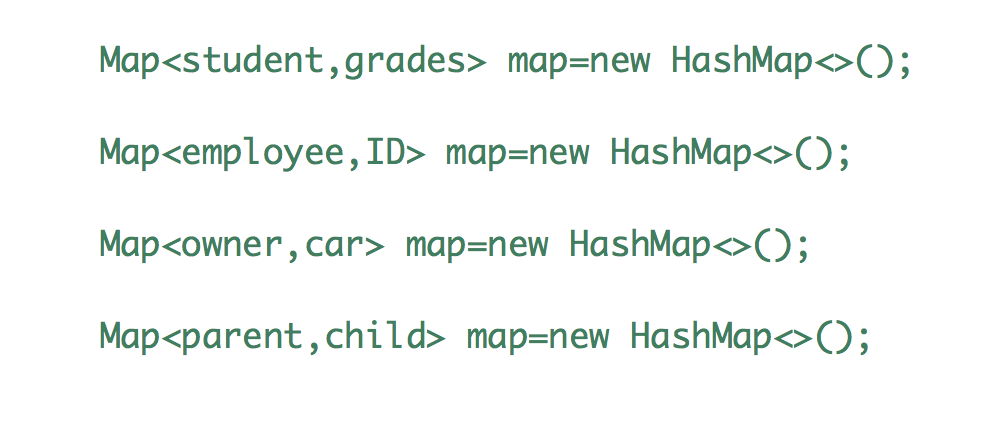 Map<student,grades> map=new HashMap<>();
Map<employee,ID> map=new HashMap<>();
Map<owner,car> map=new HashMap<>();
Map<parent,child> map=new HashMap<>();